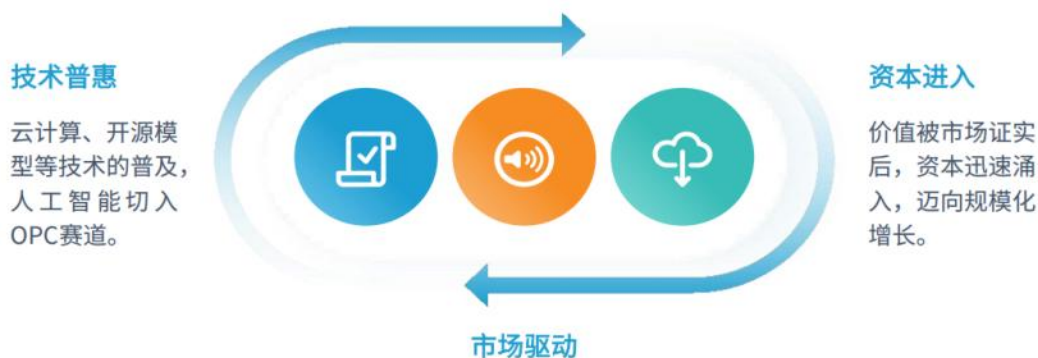 技术普惠
云计算、开源模
型等技术的普及，
人工智能切入
OPC赛道。
资本进入
价值被市场证实
后，资本迅速涌
入，迈向规模化
增长。
市场驱动